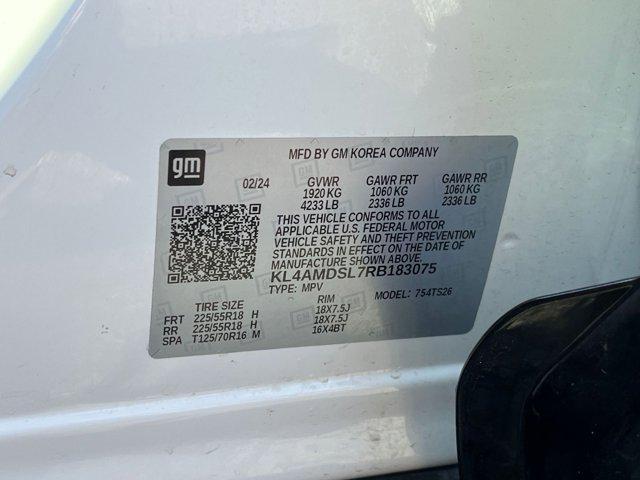 gm
MFD BY GM KOREA COMPANY
02/24 GVWR GAWR FRT GAWR RR
1920 KG 1060 KG 1060 KG
4233 LB 2336 LB 2336 LB
THIS VEHICLE CONFORMS TO ALL
APPLICABLE U.S. FEDERAL MOTOR
VEHICLE SAFETY AND THEFT PREVENTION
STANDARDS IN EFFECT ON THE DATE OF
MANUFACTURE SHOWN ABOVE.
KL4AMDSL7RB183075
TYPE: MPV MODEL: 754TS26
TIRE SIZE RIM
FRT 225/55R18 H 18X7.5J
RR 225/55R18 H 18X7.5J
SPA T125/70R16 M 16X4BT